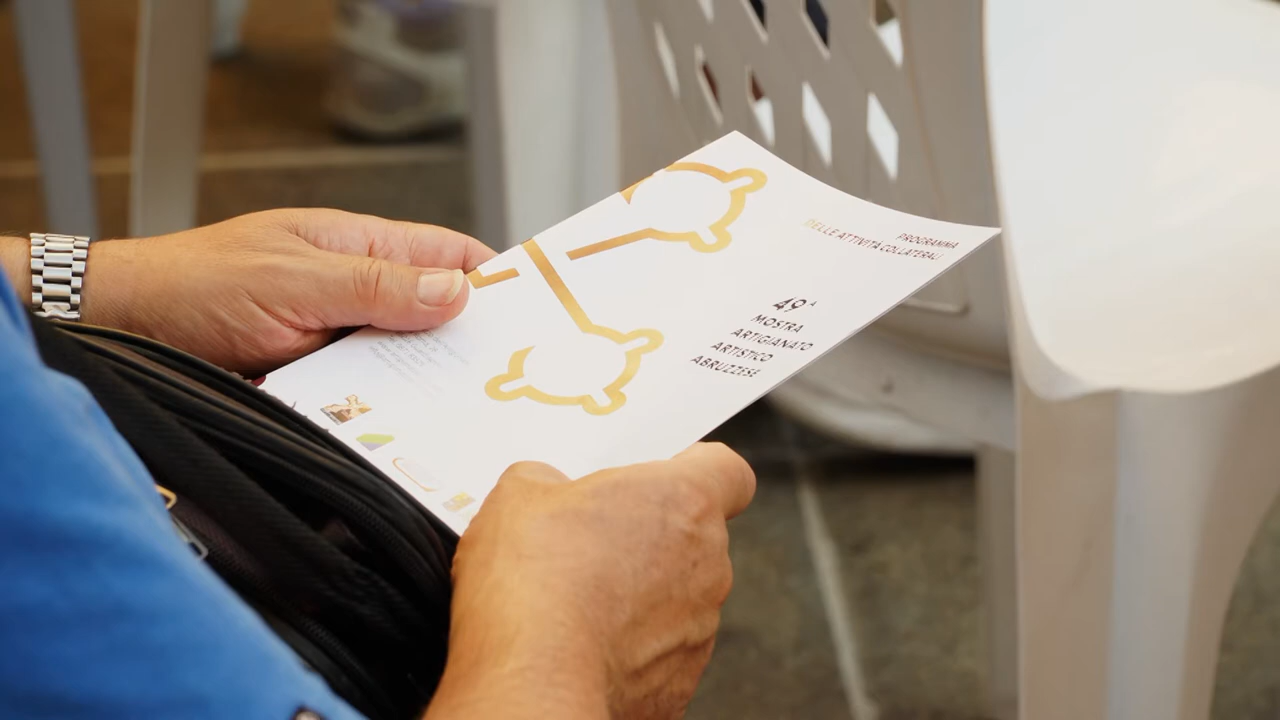 PROGRAMMA
DELLE ATTIVITÀ COLLATERALI
49ª
MOSTRA
ARTIGIANATO
ARTISTICO
ABRUZZESE